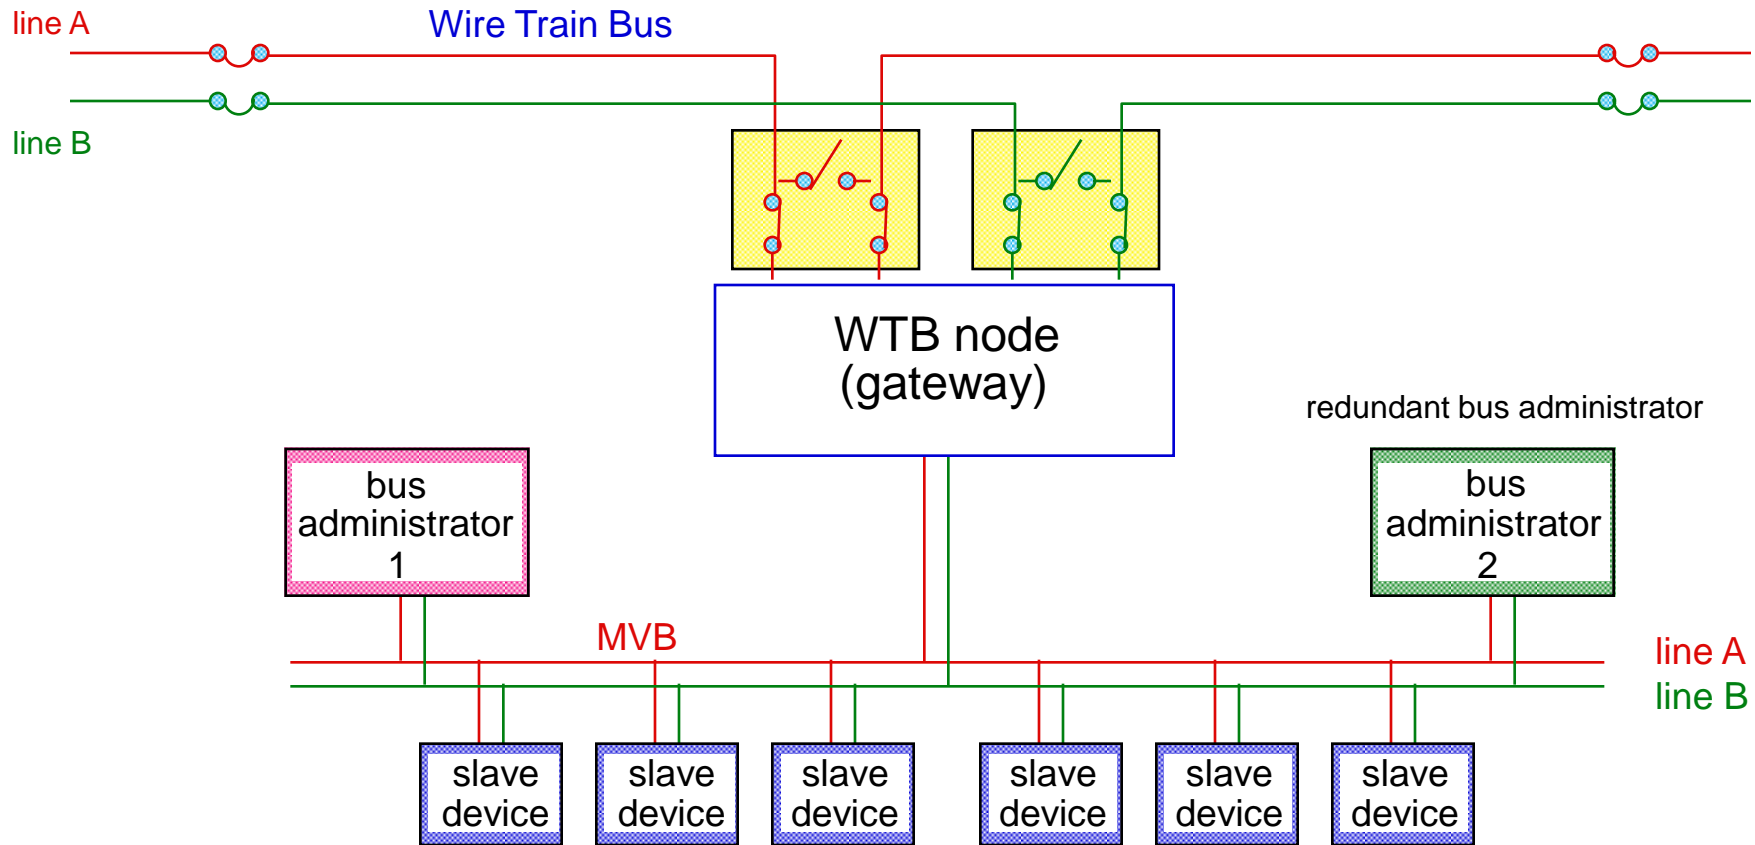 line A
Wire Train Bus
line B
WTB node
(gateway)
redundant bus administrator
bus
administrator
1
bus
administrator
2
MVB
line A
line B
slave
device
slave
device
slave
device
slave
device
slave
device
slave
device